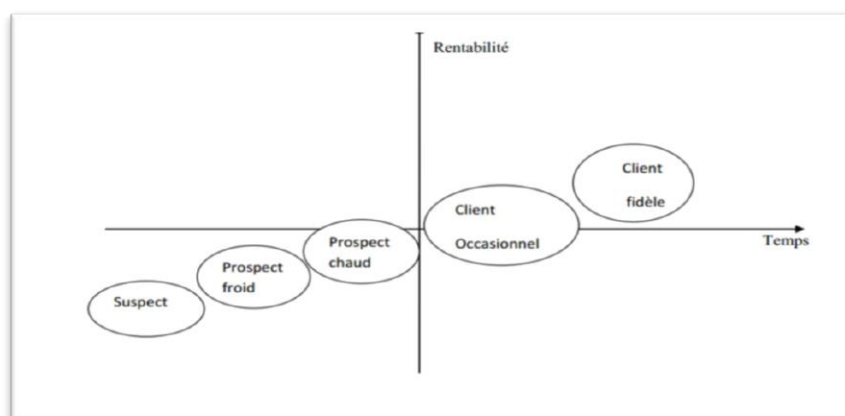 Rentabilité
Client
fidèle
Client
Occasionnel
Temps
Prospect
chaud
Prospect
froid
Suspect